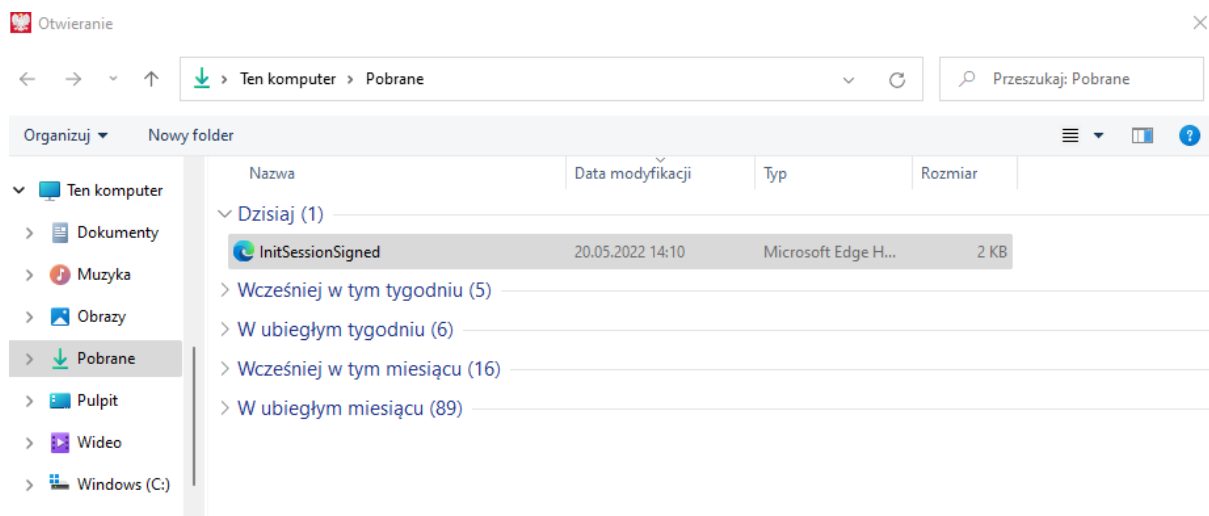 Otwieranie
Ten komputer > Pobrane
Przeszukaj: Pobrane
Organizuj
Nowy folder
Nazwa Data modyfikacji Typ Rozmiar
Ten komputer
Dokumenty
Muzyka
Obrazy
Pobrane
Pulpit
Wideo
Windows (C:)
Dzisiaj (1)
InitSessionSigned 20.05.2022 14:10 Microsoft Edge H... 2 KB
Wcześniej w tym tygodniu (5)
W ubiegłym tygodniu (6)
Wcześniej w tym miesiącu (16)
W ubiegłym miesiącu (89)